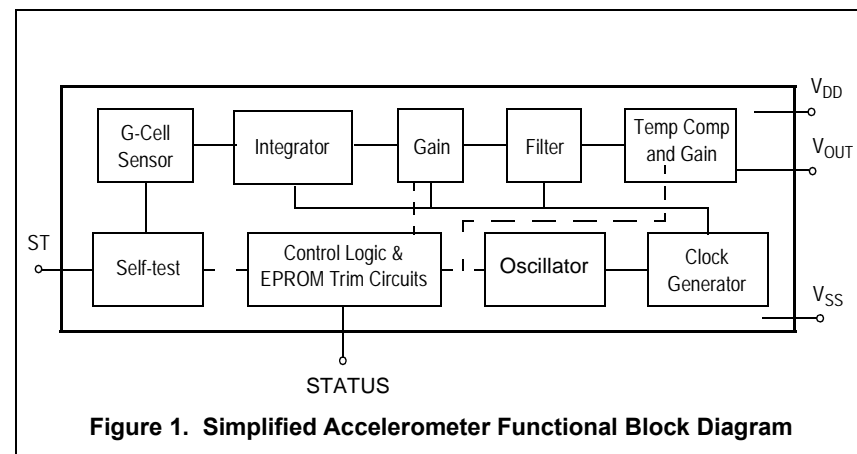 V_DD
G-Cell
Sensor
Integrator
Gain
Filter
Temp Comp
and Gain
V_OUT
ST
Self-test
Control Logic &
EPROM Trim Circuits
Oscillator
Clock
Generator
V_SS
STATUS
Figure 1. Simplified Accelerometer Functional Block Diagram